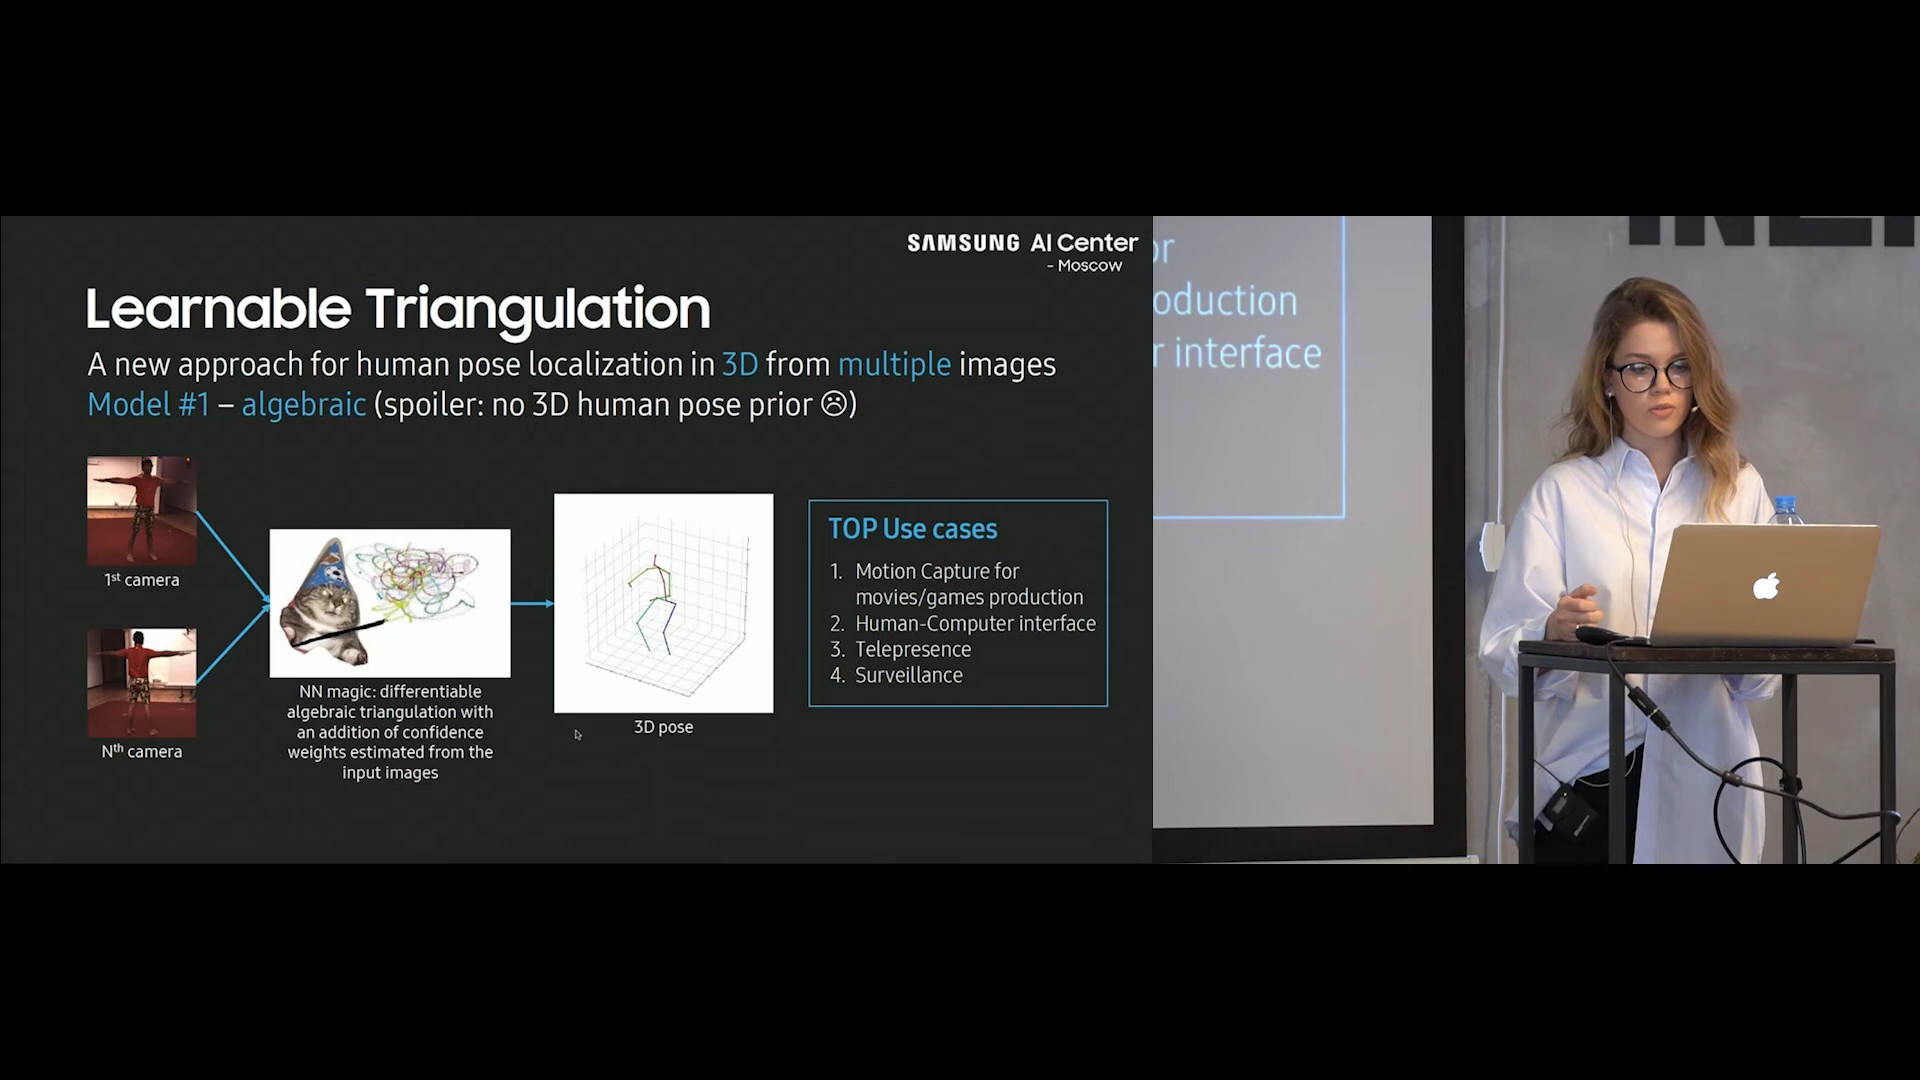 SAMSUNG AI Center
- Moscow
Learnable Triangulation
A new approach for human pose localization in 3D from multiple images
Model #1 – algebraic (spoiler: no 3D human pose prior ☹)
1st camera
Nth camera
NN magic: differentiable
algebraic triangulation with
an addition of confidence
weights estimated from the
input images
3D pose
TOP Use cases
1. Motion Capture for
movies/games production
2. Human-Computer interface
3. Telepresence
4. Surveillance
or
oduction
r interface